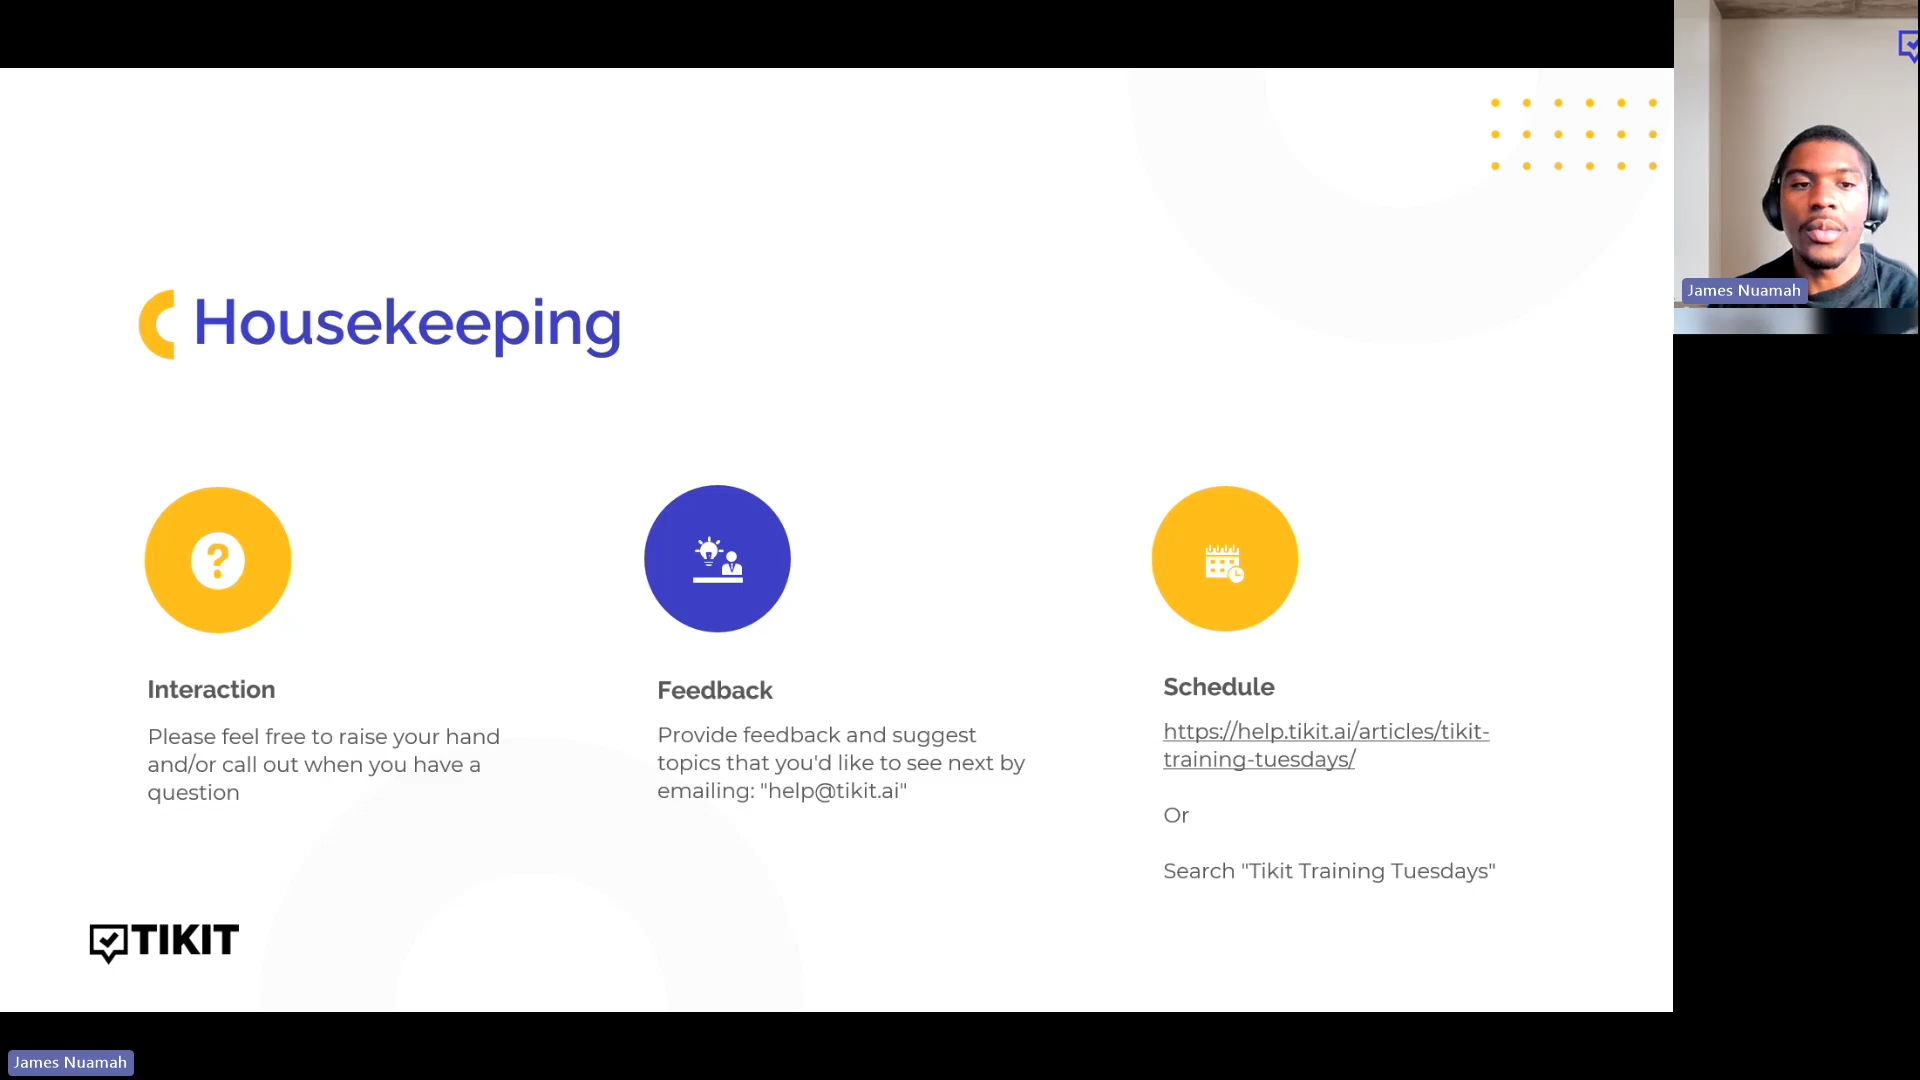 Housekeeping
Interaction
Please feel free to raise your hand
and/or call out when you have a
question
Feedback
Provide feedback and suggest
topics that you'd like to see next by
emailing: "help@tikit.ai"
Schedule
https://help.tikit.ai/articles/tikit-
training-tuesdays/
Or
Search "Tikit Training Tuesdays"
TIKIT
James Nuamah
James Nuamah